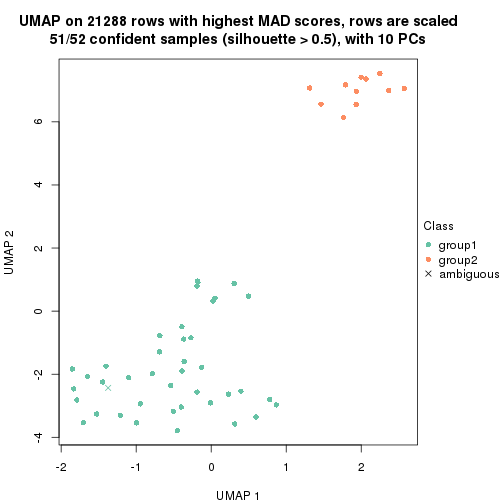 UMAP on 21288 rows with highest MAD scores, rows are scaled
51/52 confident samples (silhouette > 0.5), with 10 PCs
6
4
2
0
-2
-4
UMAP 2
-2
-1
0
1
2
UMAP 1
Class
group1
group2
ambiguous